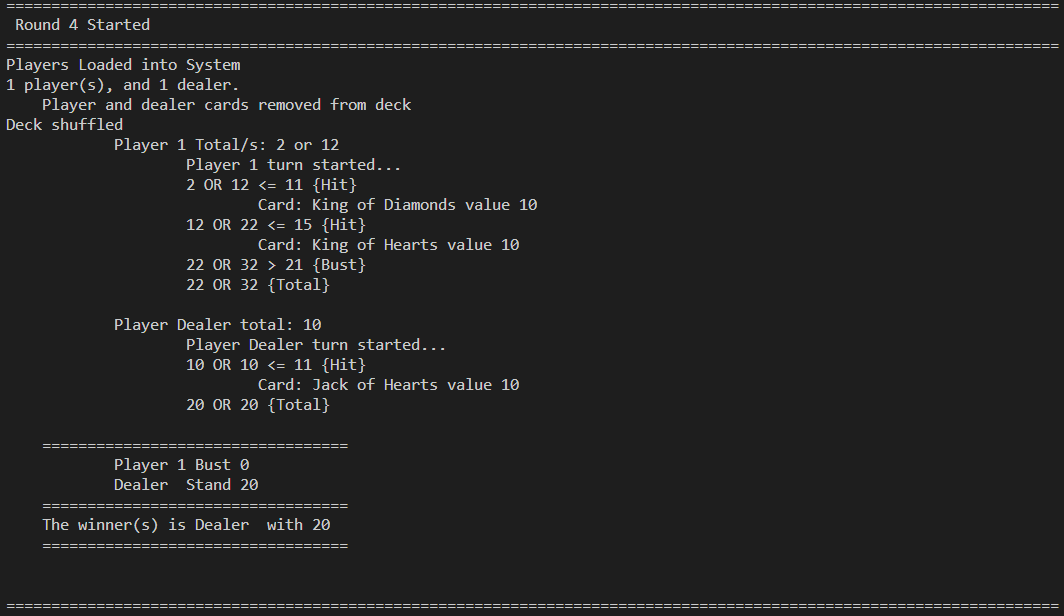 =====================================================================================================================
 Round 4 Started
=====================================================================================================================
Players Loaded into System
1 player(s), and 1 dealer.
    Player and dealer cards removed from deck
Deck shuffled
            Player 1 Total/s: 2 or 12
                    Player 1 turn started...
                    2 OR 12 <= 11 {Hit}
                            Card: King of Diamonds value 10
                    12 OR 22 <= 15 {Hit}
                            Card: King of Hearts value 10
                    22 OR 32 > 21 {Bust}
                    22 OR 32 {Total}

            Player Dealer total: 10
                    Player Dealer turn started...
                    10 OR 10 <= 11 {Hit}
                            Card: Jack of Hearts value 10
                    20 OR 20 {Total}

    ==================================
            Player 1 Bust 0
            Dealer  Stand 20
    ==================================
    The winner(s) is Dealer  with 20
    ==================================


=====================================================================================================================